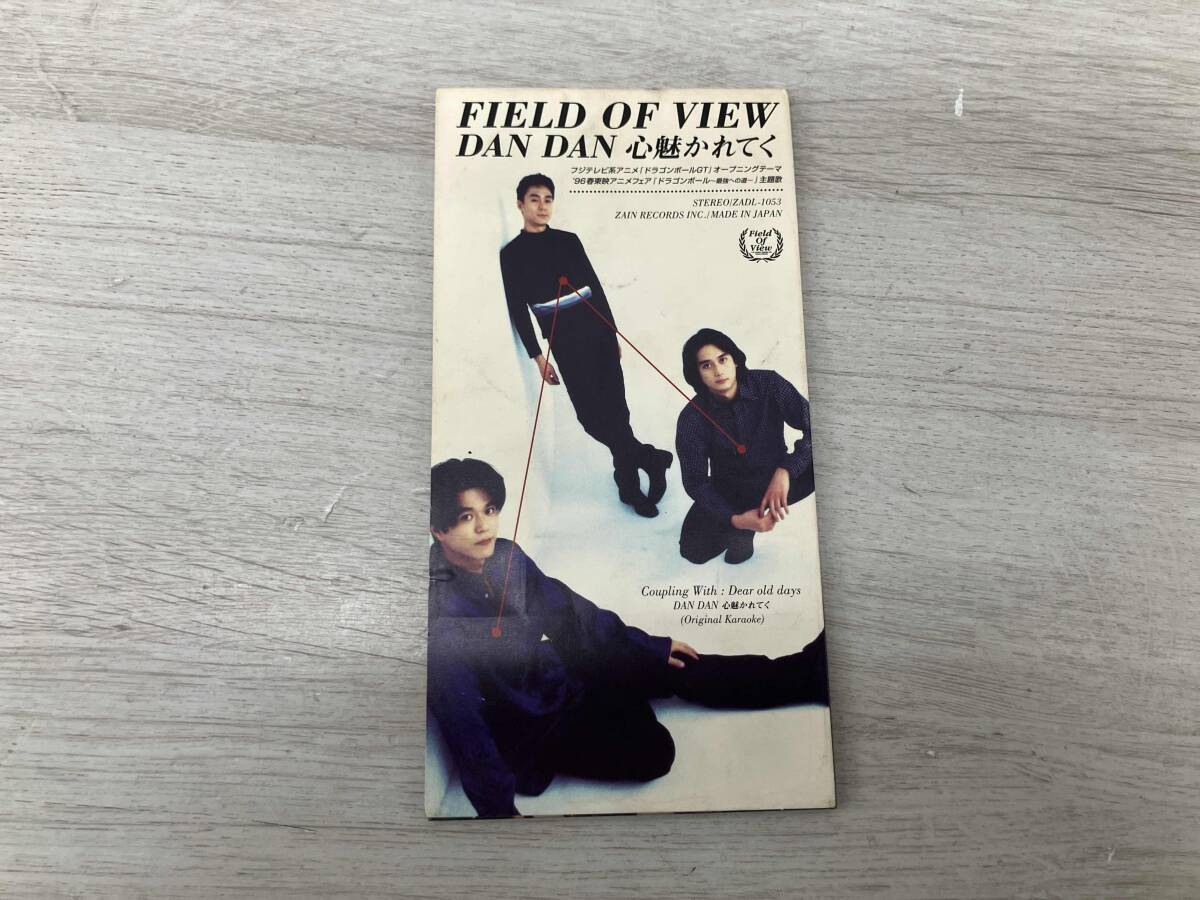 FIELD OF VIEW
DAN DAN 心魅かれてく
フジテレビ系アニメ「ドラゴンボールGT」オープニングテーマ
'96春東映アニメフェア「ドラゴンボール〜最強への道〜」主題歌
STEREO/ZADL-1053
ZAIN RECORDS INC./MADE IN JAPAN
Field
Of
View
Coupling With : Dear old days
DAN DAN 心魅かれてく
(Original Karaoke)